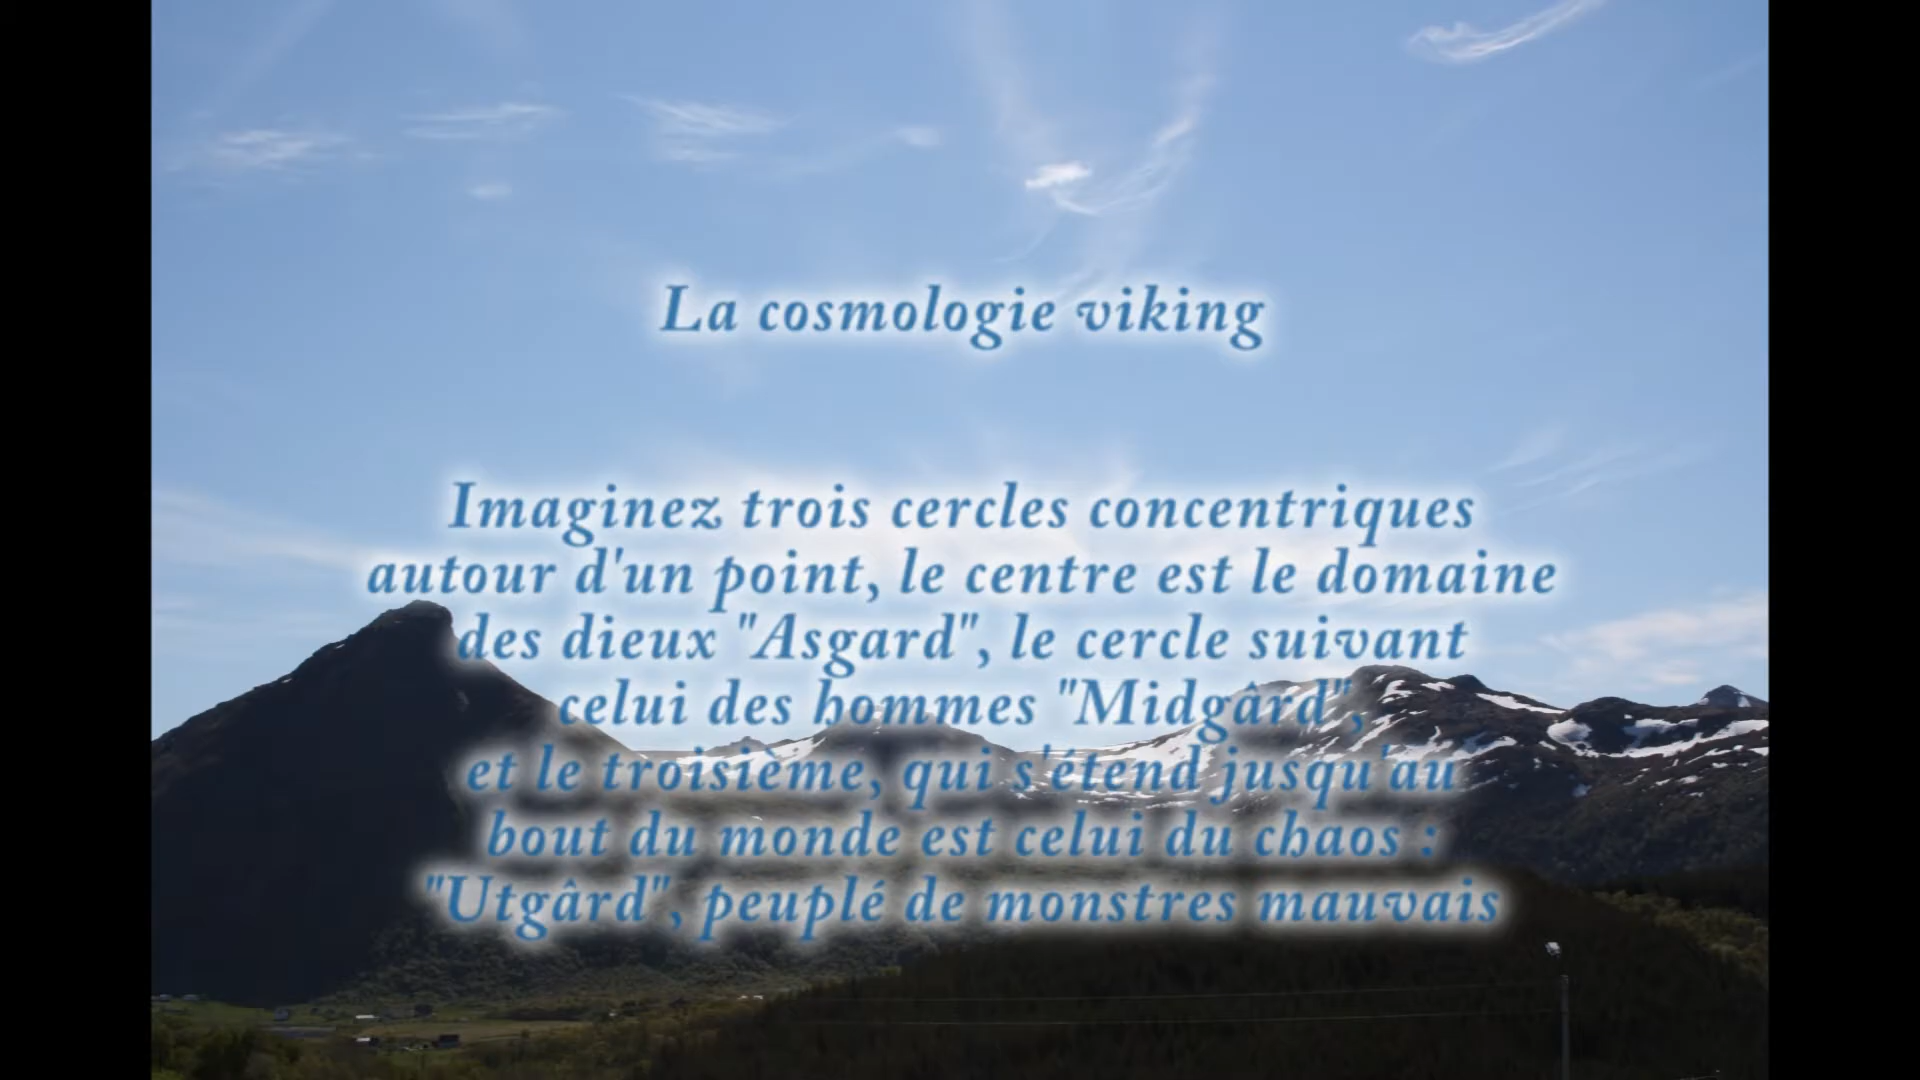 La cosmologie viking
Imaginez trois cercles concentriques
autour d'un point, le centre est le domaine
des dieux "Asgard", le cercle suivant
celui des hommes "Midgârd",
et le troisième, qui s'étend jusqu'au
bout du monde est celui du chaos :
"Utgârd", peuplé de monstres mauvais